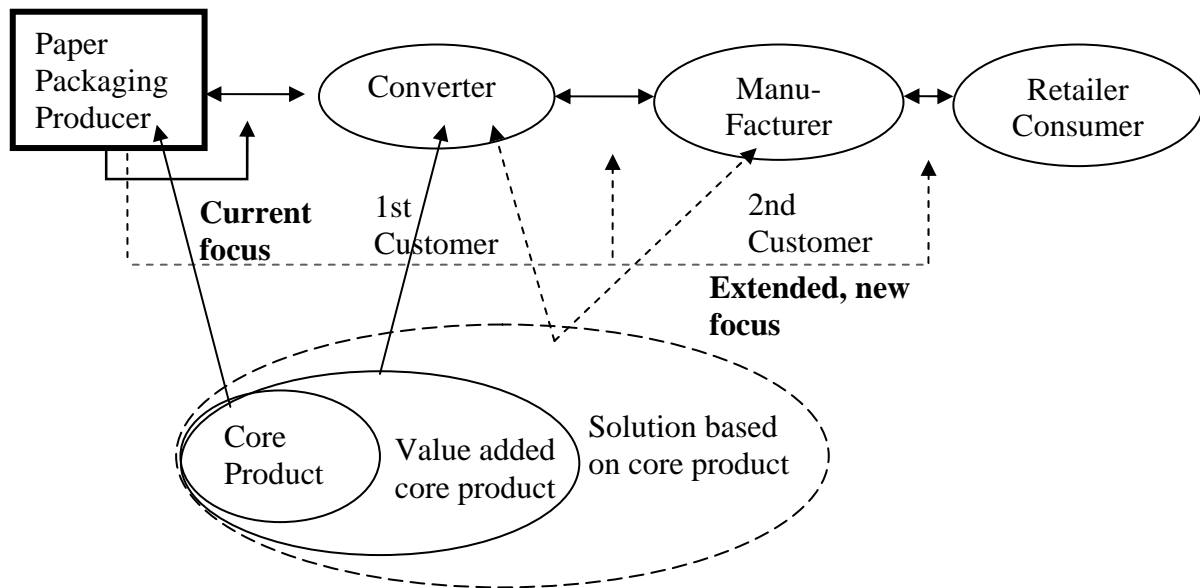 Paper
Packaging
Producer
Converter
Manu-
Facturer
Retailer
Consumer
Current
focus
1st
Customer
2nd
Customer
Extended, new
focus
Core
Product
Value added
core product
Solution based
on core product